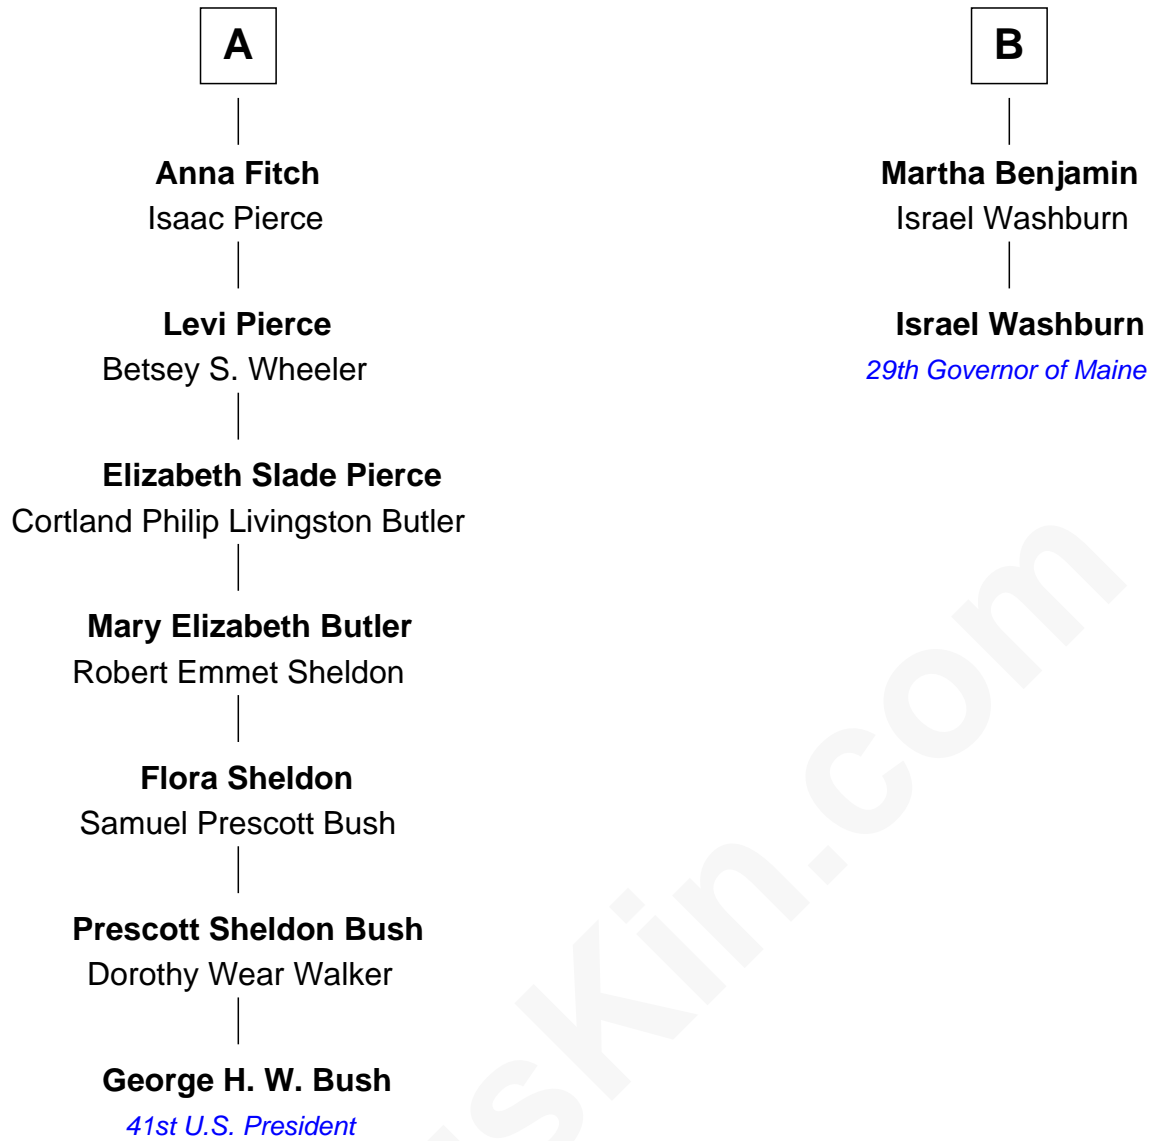 A
Anna Fitch
Isaac Pierce
Levi Pierce
Betsey S. Wheeler
Elizabeth Slade Pierce
Cortland Philip Livingston Butler
Mary Elizabeth Butler
Robert Emmet Sheldon
Flora Sheldon
Samuel Prescott Bush
Prescott Sheldon Bush
Dorothy Wear Walker
George H. W. Bush
41st U.S. President
B
Martha Benjamin
Israel Washburn
Israel Washburn
29th Governor of Maine
usKin.com